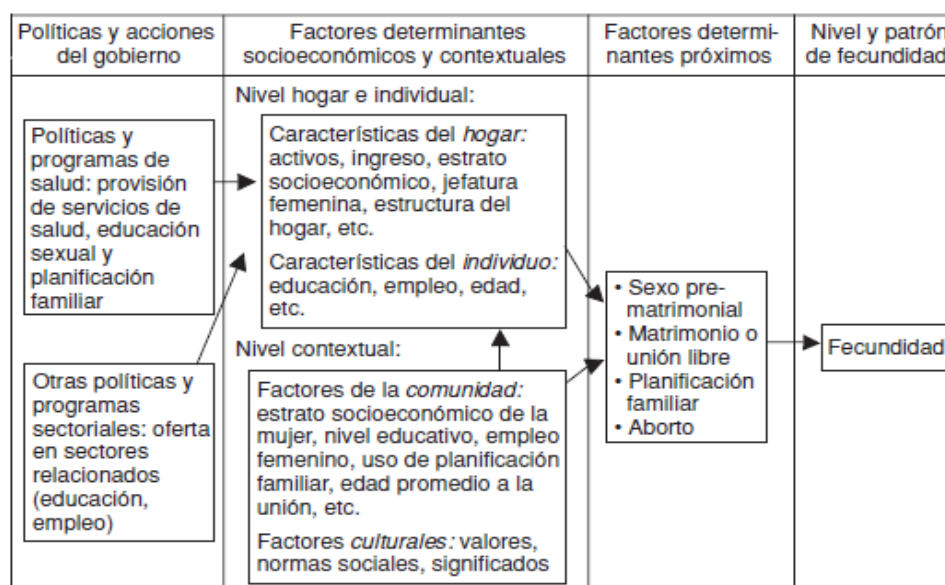 Políticas y acciones
del gobierno
Factores determinantes
socioeconómicos y contextuales
Factores determi-
nantes próximos
Nivel y patrón
de fecundidad
Políticas y
programas de
salud: provisión
de servicios de
salud, educación
sexual y
planificación
familiar
Otras políticas y
programas
sectoriales: oferta
en sectores
relacionados
(educación,
empleo)
Nivel hogar e individual:
Características del hogar:
activos, ingreso, estrato
socioeconómico, jefatura
femenina, estructura del
hogar, etc.
Características del individuo:
educación, empleo, edad,
etc.
Nivel contextual:
Factores de la comunidad:
estrato socioeconómico de la
mujer, nivel educativo, empleo
femenino, uso de planificación
familiar, edad promedio a la
unión, etc.
Factores culturales: valores,
normas sociales, significados
• Sexo pre-
matrimonial
• Matrimonio o
unión libre
• Planificación
familiar
• Aborto
Fecundidad